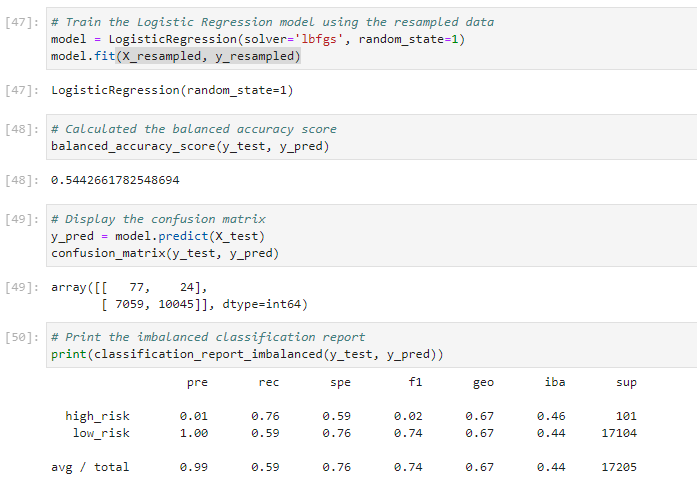 [47]: # Train the Logistic Regression model using the resampled data
model = LogisticRegression(solver='lbfgs', random_state=1)
model.fit(X_resampled, y_resampled)
[47]: LogisticRegression(random_state=1)
[48]: # Calculated the balanced accuracy score
balanced_accuracy_score(y_test, y_pred)
[48]: 0.5442661782548694
[49]: # Display the confusion matrix
y_pred = model.predict(X_test)
confusion_matrix(y_test, y_pred)
[49]: array([[   77,    24],
[ 7059, 10045]], dtype=int64)
[50]: # Print the imbalanced classification report
print(classification_report_imbalanced(y_test, y_pred))
pre rec spe f1 geo iba sup
high_risk 0.01 0.76 0.59 0.02 0.67 0.46 101
low_risk 1.00 0.59 0.76 0.74 0.67 0.44 17104
avg / total 0.99 0.59 0.76 0.74 0.67 0.44 17205